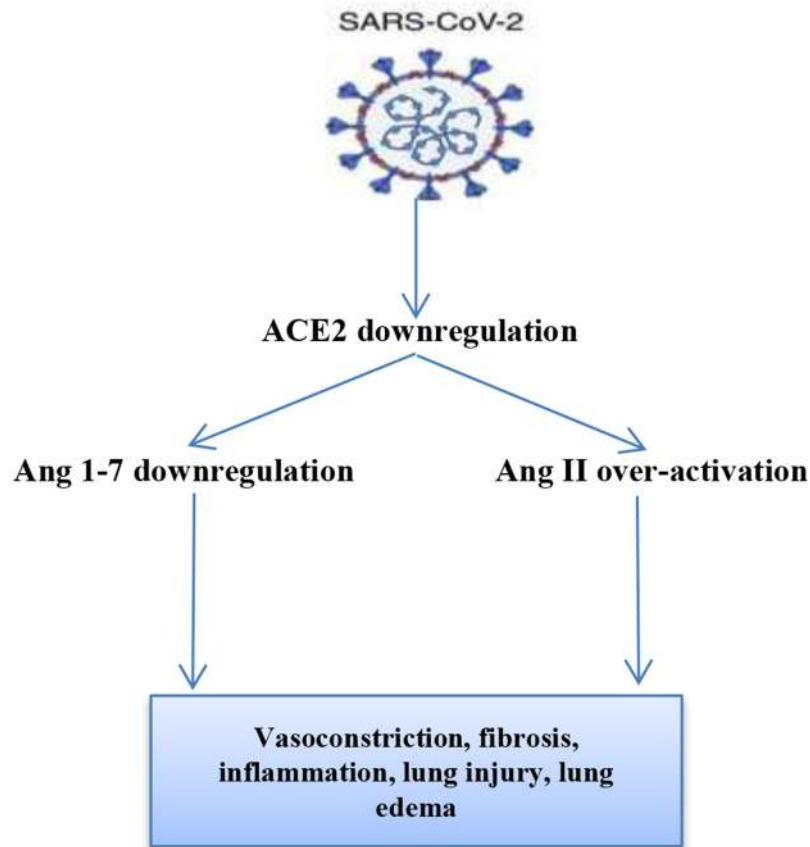 SARS-CoV-2
ACE2 downregulation
Ang 1-7 downregulation
Ang II over-activation
Vasoconstriction, fibrosis,
inflammation, lung injury, lung
edema